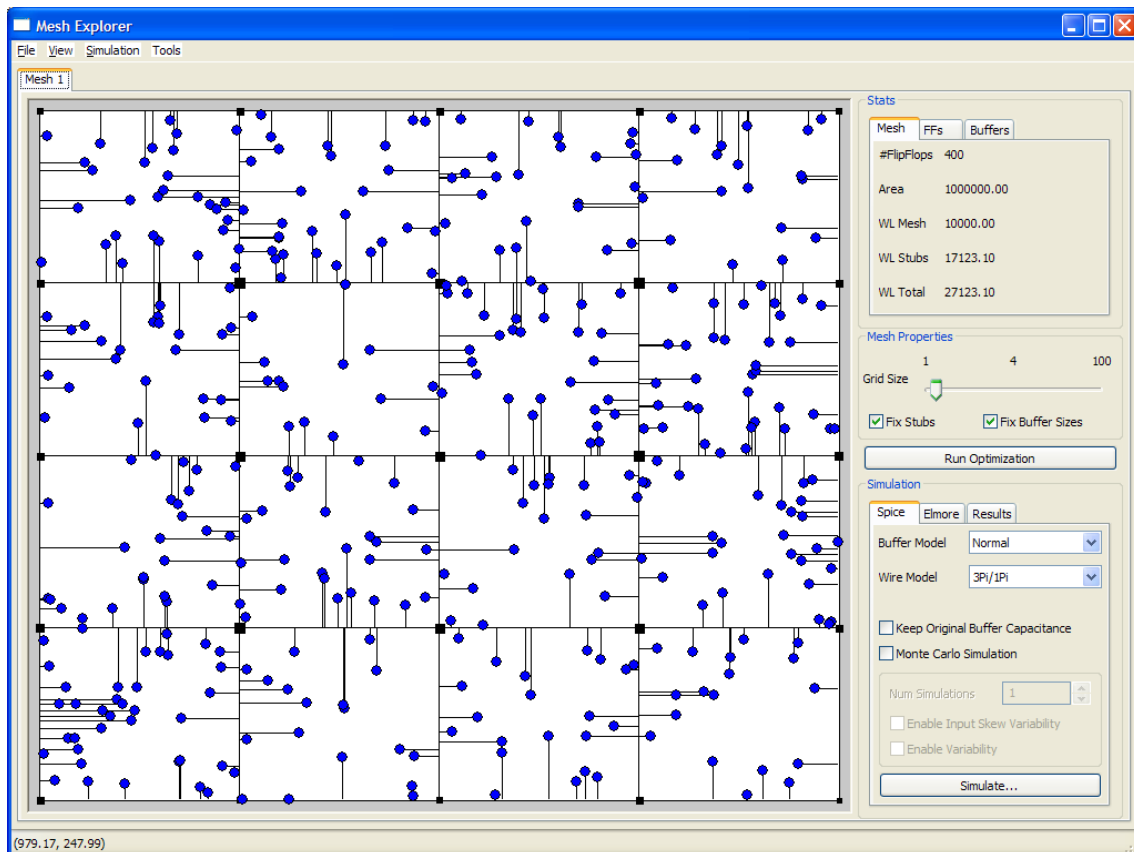 Mesh Explorer
File View Simulation Tools
Mesh 1
Stats
Mesh FFs Buffers
#FlipFlops 400
Area 1000000.00
WL Mesh 10000.00
WL Stubs 17123.10
WL Total 27123.10
Mesh Properties
1 4 100
Grid Size
Fix Stubs Fix Buffer Sizes
Run Optimization
Simulation
Spice Elmore Results
Buffer Model Normal
Wire Model 3Pi/1Pi
Keep Original Buffer Capacitance
Monte Carlo Simulation
Num Simulations 1
Enable Input Skew Variability
Enable Variability
Simulate...
(979.17, 247.99)